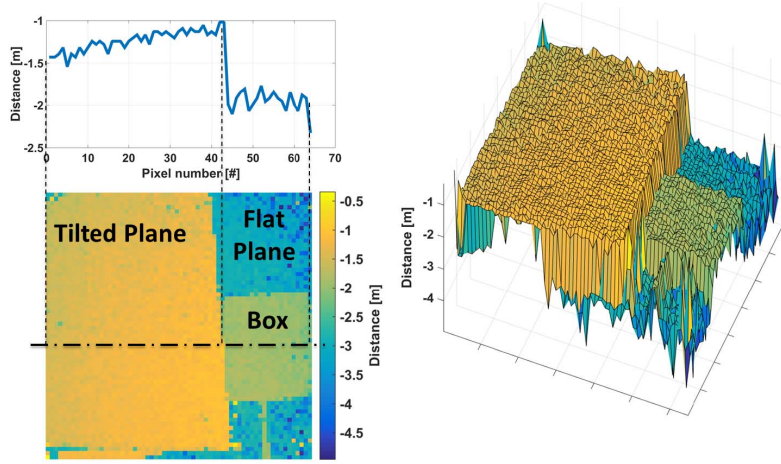 -1
-1.5
-2
-2.5
Distance [m]
0 10 20 30 40 50 60 70
Pixel number [#]
Tilted Plane
Flat
Plane
Box
-0.5
-1
-1.5
-2
-2.5
-3
-3.5
-4
-4.5
Distance [m]
-1
-2
-3
-4
Distance [m]